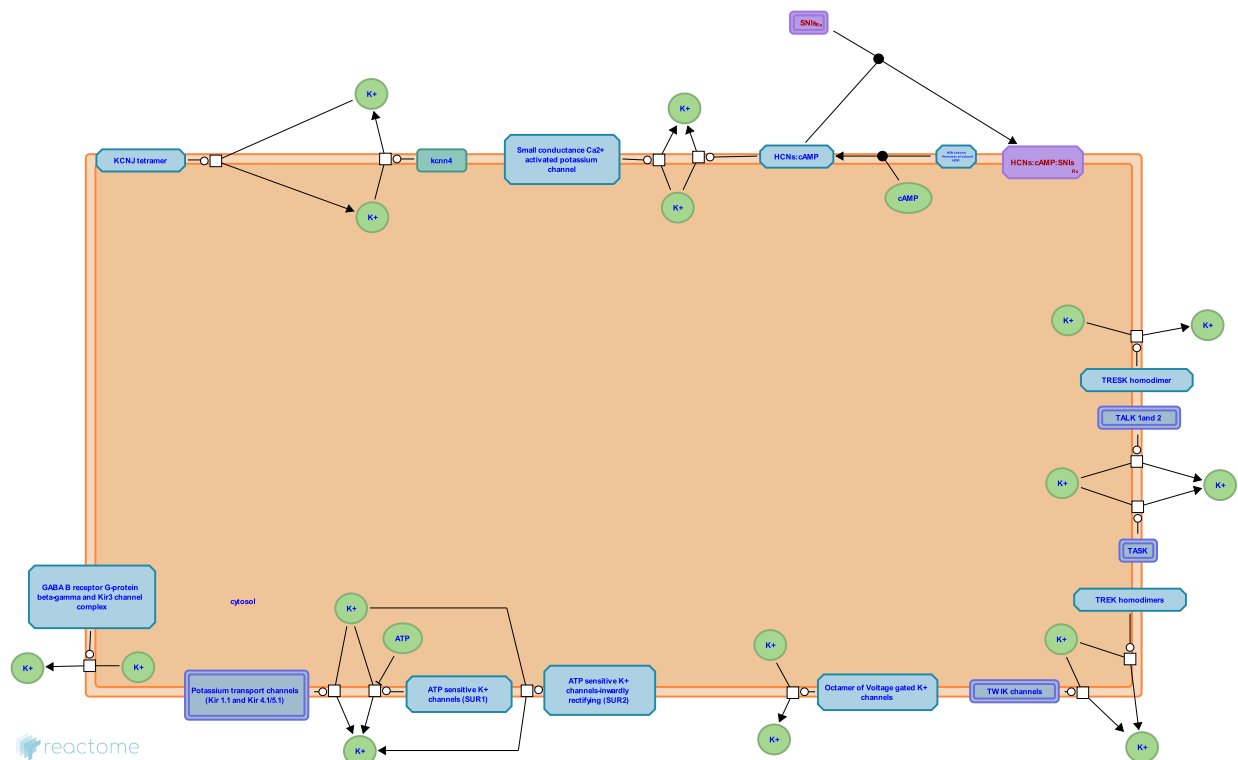 SNIs Rx
K+
K+
KCNJ tetramer
kcnn4
Small conductance Ca2+
activated potassium
channel
HCNs:cAMP
HCNs:cAMP:SNIs
Rx
cAMP
K+
K+
K+
K+
TRESK homodimer
TALK 1and 2
K+
K+
TASK
GABA B receptor G-protein
beta-gamma and Kir3 channel
complex
cytosol
TREK homodimers
K+
ATP
K+
K+
K+
K+
Potassium transport channels
(Kir 1.1 and Kir 4.1/5.1)
ATP sensitive K+
channels (SUR1)
ATP sensitive K+
channels-inwardly
rectifying (SUR2)
Octamer of Voltage gated K+
channels
TWIK channels
K+
K+
K+
reactome